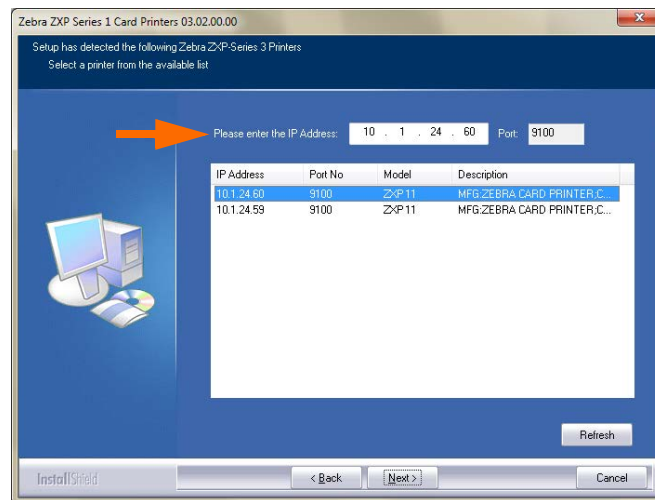 Zebra ZXP Series 1 Card Printers 03.02.00.00
x
Setup has detected the following Zebra ZXP-Series 3 Printers
Select a printer from the available list
Please enter the IP Address: 10 . 1 . 24 . 60 Port: 9100
IP Address Port No Model Description
10.1.24.60 9100 ZXP11 MFG:ZEBRA CARD PRINTER;C...
10.1.24.59 9100 ZXP11 MFG:ZEBRA CARD PRINTER;C...
Refresh
InstallShield < Back Next > Cancel